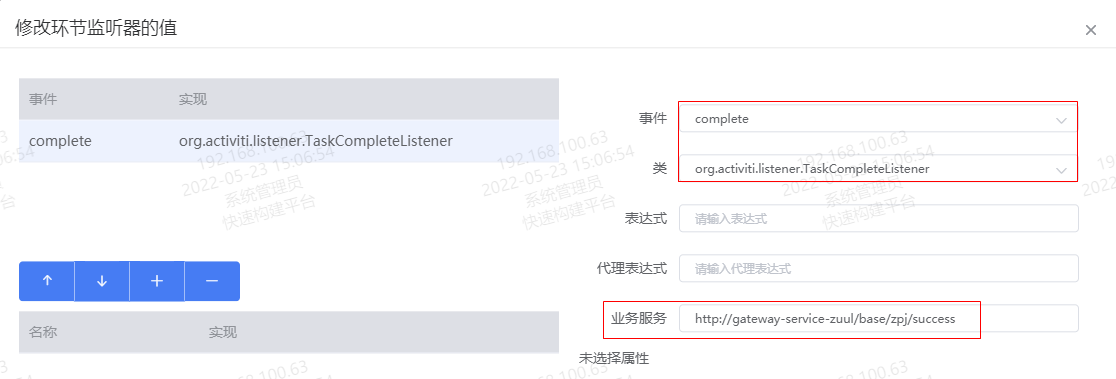 修改环节监听器的值
事件 实现
complete org.activiti.listener.TaskCompleteListener
事件 complete
类 org.activiti.listener.TaskCompleteListener
表达式 请输入表达式
代理表达式 请输入代理表达式
业务服务 http://gateway-service-zuul/base/zpj/success
名称 实现
未选择属性
192.168.100.63
2022-05-23 15:06:54
系统管理员
快速构建平台
192.168.100.63
2022-05-23 15:06:54
系统管理员
快速构建平台
192.168.100.63
2022-05-23 15:06:54
系统管理员
快速构建平台